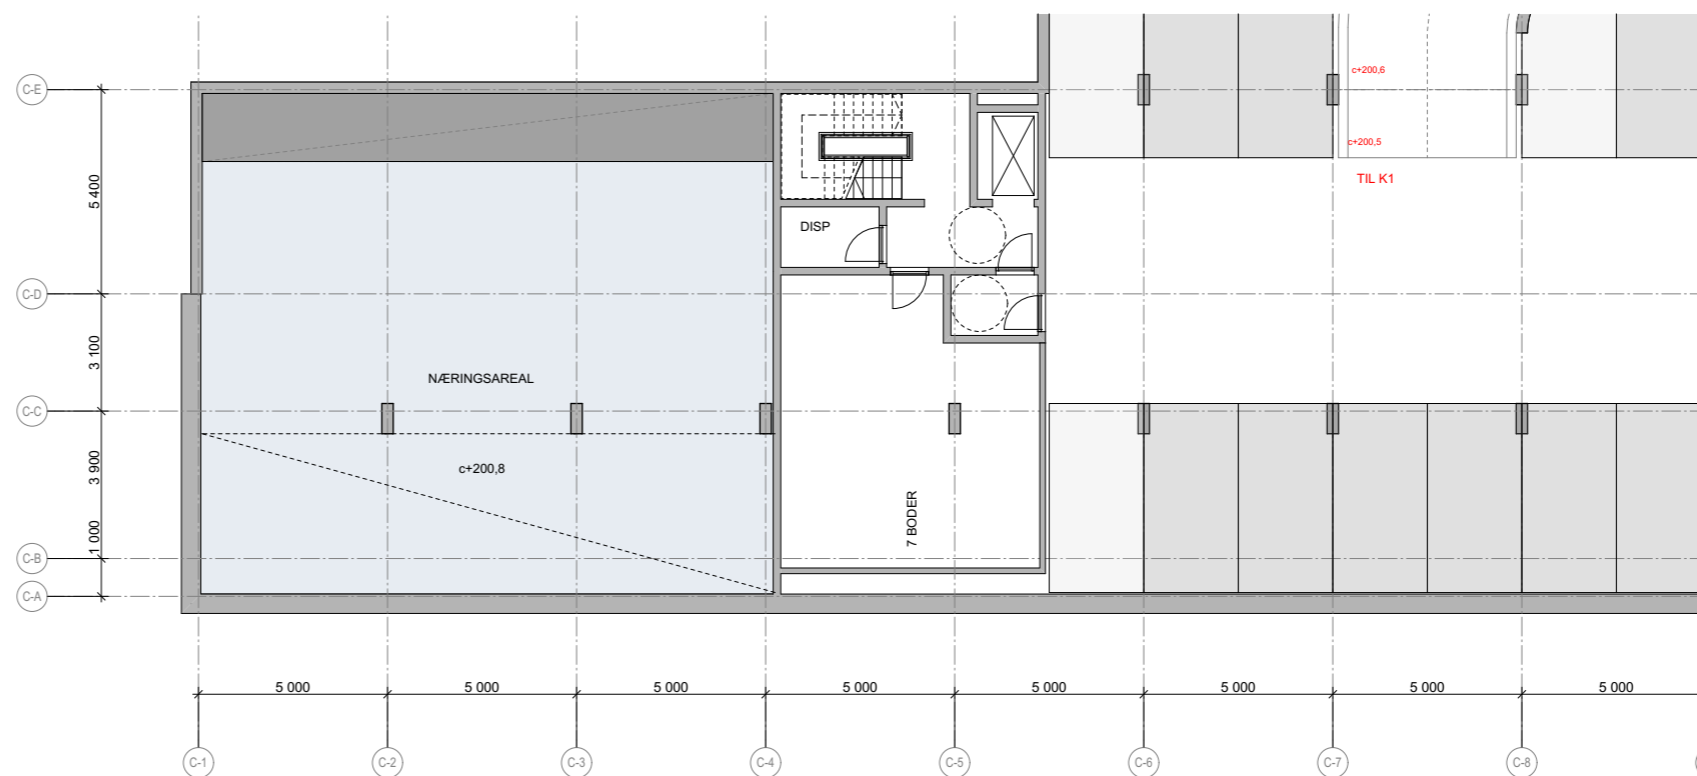 C-E
c+200,6
c+200,5
TIL K1
5 400
DISP
C-D
3 100
NÆRINGSAREAL
C-C
3 900
c+200,8
7 BODER
1 000
C-B
C-A
5 000 5 000 5 000 5 000 5 000 5 000 5 000 5 000
C-1 C-2 C-3 C-4 C-5 C-6 C-7 C-8